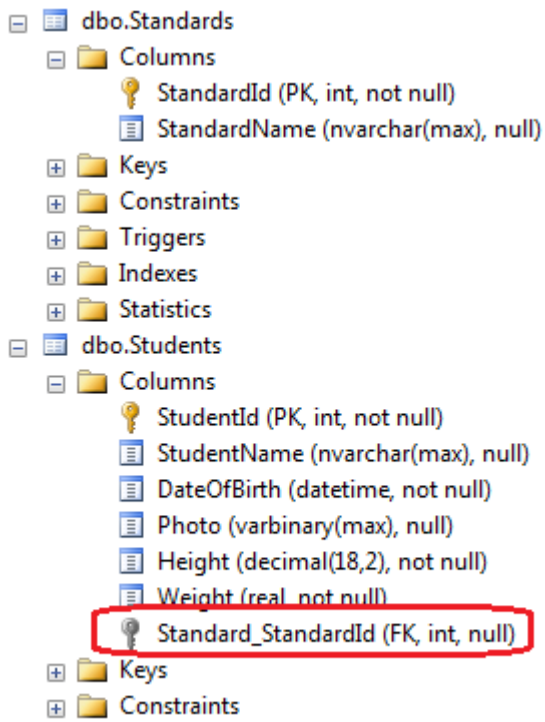 dbo.Standards
Columns
StandardId (PK, int, not null)
StandardName (nvarchar(max), null)
Keys
Constraints
Triggers
Indexes
Statistics
dbo.Students
Columns
StudentId (PK, int, not null)
StudentName (nvarchar(max), null)
DateOfBirth (datetime, not null)
Photo (varbinary(max), null)
Height (decimal(18,2), not null)
Weight (real, not null)
Standard_StandardId (FK, int, null)
Keys
Constraints